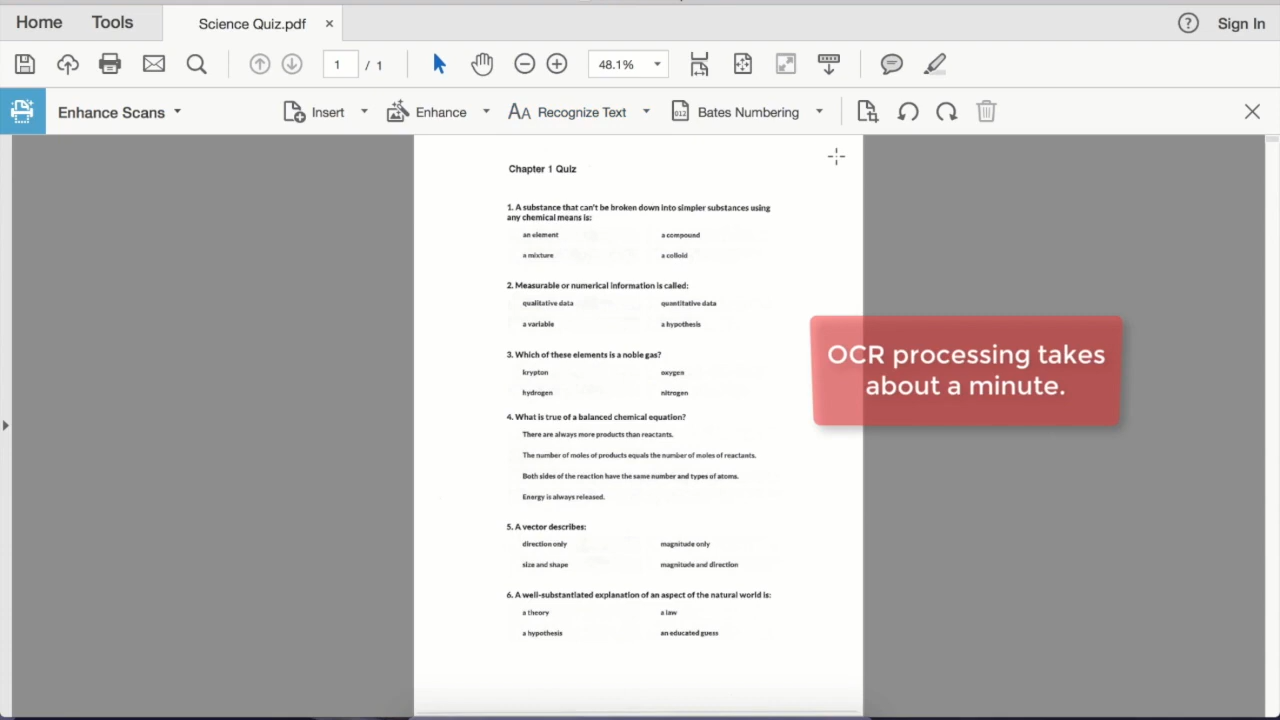 Home Tools Science Quiz.pdf × ? Sign In
1 / 1 48.1%
Enhance Scans Insert Enhance Recognize Text 012 Bates Numbering
Chapter 1 Quiz
1. A substance that can't be broken down into simpler substances using
any chemical means is:
an element a compound
a mixture a colloid
2. Measurable or numerical information is called:
qualitative data quantitative data
a variable a hypothesis
3. Which of these elements is a noble gas?
krypton oxygen
hydrogen nitrogen
4. What is true of a balanced chemical equation?
There are always more products than reactants.
The number of moles of products equals the number of moles of reactants.
Both sides of the reaction have the same number and types of atoms.
Energy is always released.
5. A vector describes:
direction only magnitude only
size and shape magnitude and direction
6. A well-substantiated explanation of an aspect of the natural world is:
a theory a law
a hypothesis an educated guess
OCR processing takes
about a minute.